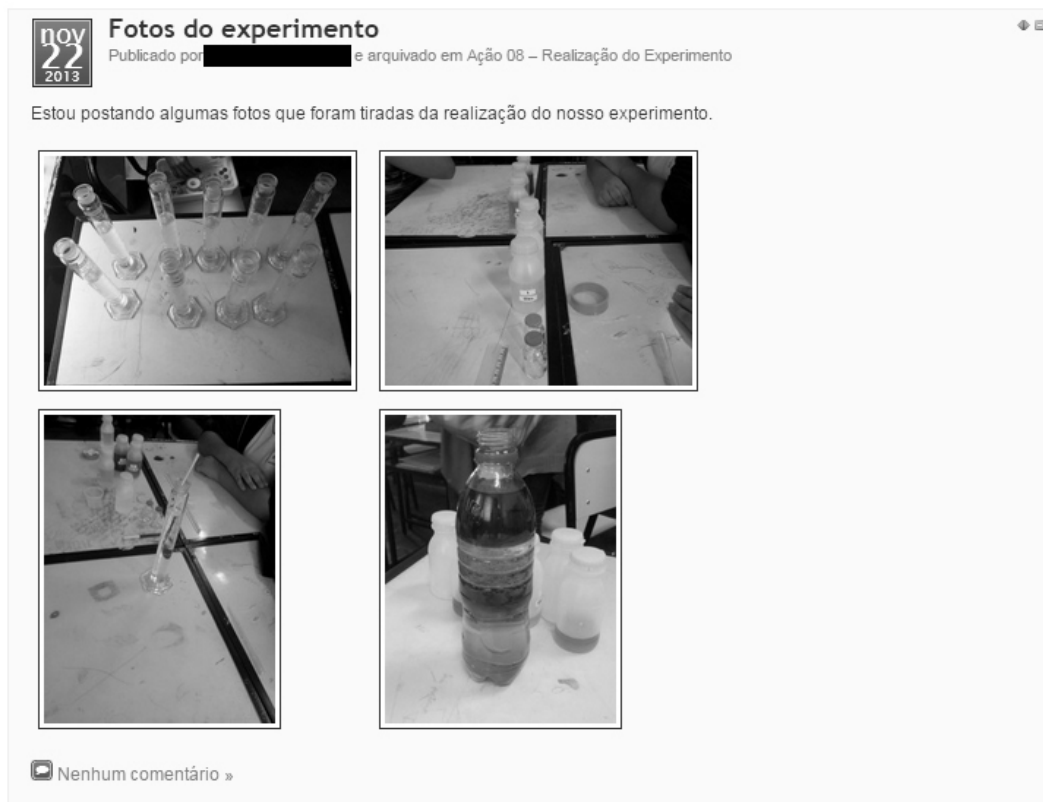 nov
22
2013
Fotos do experimento
Publicado por e arquivado em Ação 08 – Realização do Experimento
Estou postando algumas fotos que foram tiradas da realização do nosso experimento.
Nenhum comentário »